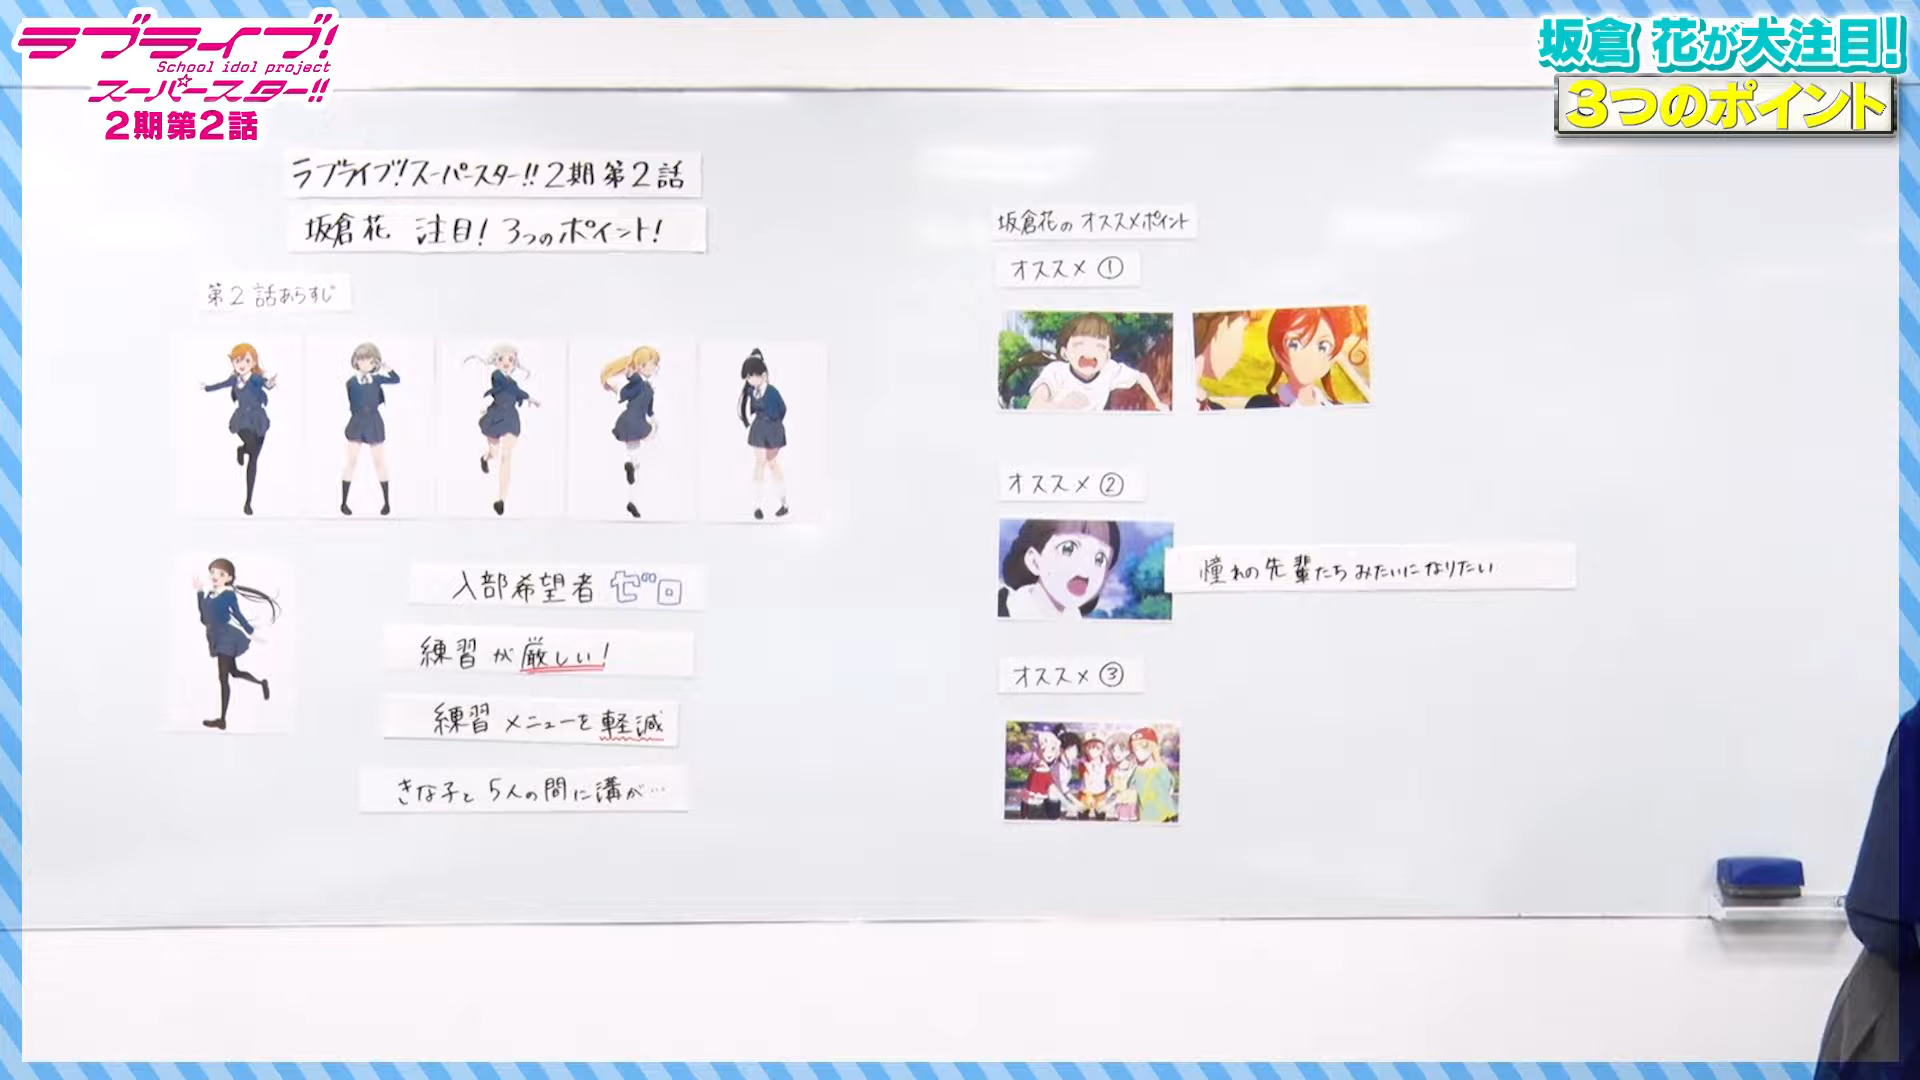 ラブライブ!
School idol project
スーパースター!!
2期第2話
坂倉 花が大注目!
3つのポイント
ラブライブ!スーパースター!!2期第2話
坂倉花 注目! 3つのポイント!
第2話あらすじ
入部希望者 ゼロ
練習が厳しい!
練習メニューを軽減
きな子と5人の間に溝が…
坂倉花のオススメポイント
オススメ①
オススメ②
憧れの先輩たちみたいになりたい
オススメ③